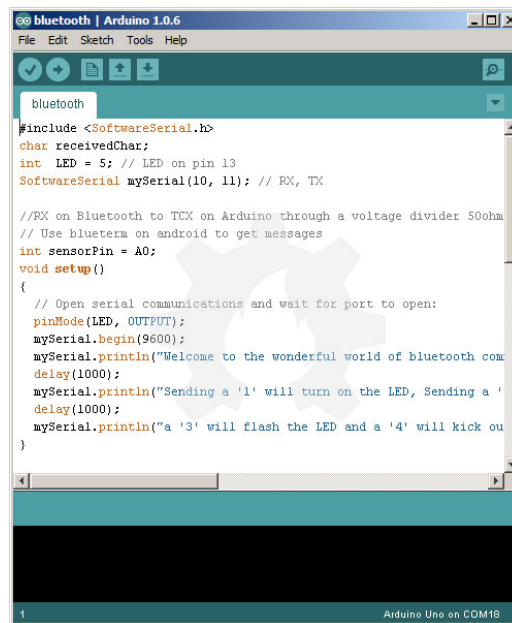 bluetooth | Arduino 1.0.6
File Edit Sketch Tools Help
bluetooth
#include <SoftwareSerial.h>
char receivedChar;
int  LED = 5; // LED on pin 13
SoftwareSerial mySerial(10, 11); // RX, TX
//RX on Bluetooth to TCX on Arduino through a voltage divider 50ohm
// Use blueterm on android to get messages
int sensorPin = A0;
void setup()
{
// Open serial communications and wait for port to open:
pinMode(LED, OUTPUT);
mySerial.begin(9600);
mySerial.println("Welcome to the wonderful world of bluetooth com
delay(1000);
mySerial.println("Sending a '1' will turn on the LED, Sending a '
delay(1000);
mySerial.println("a '3' will flash the LED and a '4' will kick ou
}
1
Arduino Uno on COM18